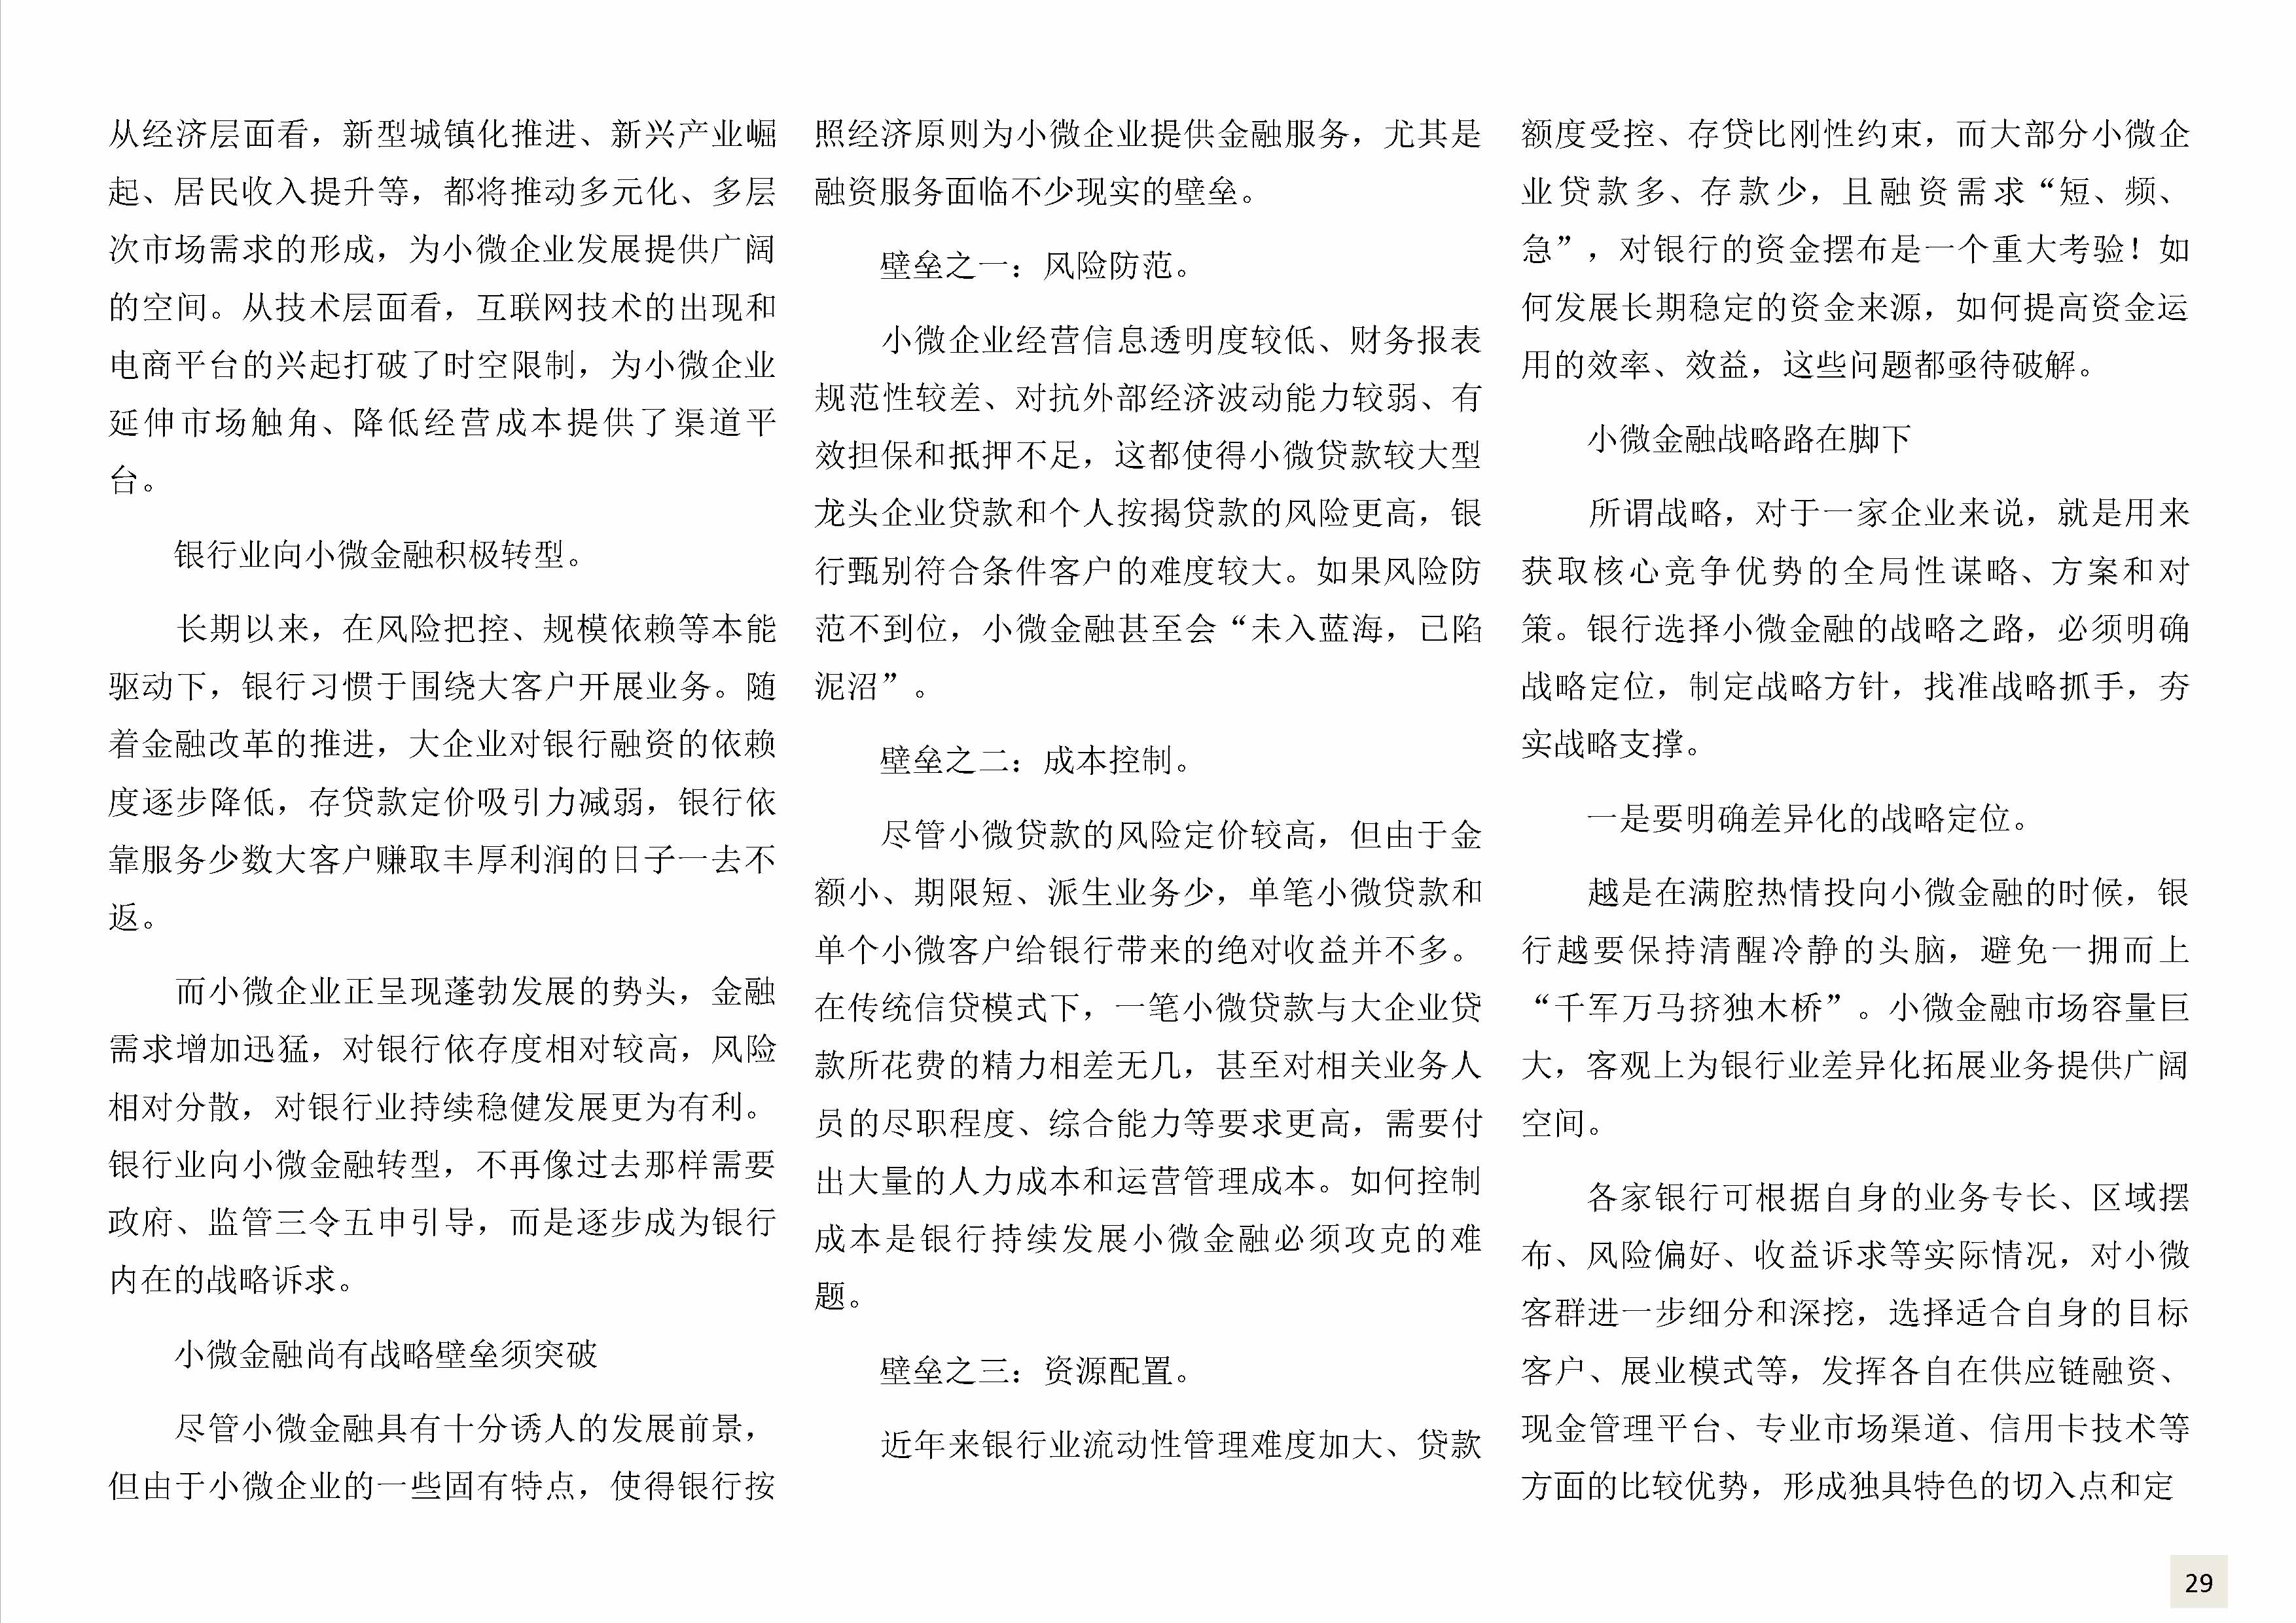 从经济层面看，新型城镇化推进、新兴产业崛
起、居民收入提升等，都将推动多元化、多层
次市场需求的形成，为小微企业发展提供广阔
的空间。从技术层面看，互联网技术的出现和
电商平台的兴起打破了时空限制，为小微企业
延伸市场触角、降低经营成本提供了渠道平
台。
银行业向小微金融积极转型。
长期以来，在风险把控、规模依赖等本能
驱动下，银行习惯于围绕大客户开展业务。随
着金融改革的推进，大企业对银行融资的依赖
度逐步降低，存贷款定价吸引力减弱，银行依
靠服务少数大客户赚取丰厚利润的日子一去不
返。
而小微企业正呈现蓬勃发展的势头，金融
需求增加迅猛，对银行依存度相对较高，风险
相对分散，对银行业持续稳健发展更为有利。
银行业向小微金融转型，不再像过去那样需要
政府、监管三令五申引导，而是逐步成为银行
内在的战略诉求。
小微金融尚有战略壁垒须突破
尽管小微金融具有十分诱人的发展前景，
但由于小微企业的一些固有特点，使得银行按
照经济原则为小微企业提供金融服务，尤其是
融资服务面临不少现实的壁垒。
壁垒之一：风险防范。
小微企业经营信息透明度较低、财务报表
规范性较差、对抗外部经济波动能力较弱、有
效担保和抵押不足，这都使得小微贷款较大型
龙头企业贷款和个人按揭贷款的风险更高，银
行甄别符合条件客户的难度较大。如果风险防
范不到位，小微金融甚至会“未入蓝海，已陷
泥沼”。
壁垒之二：成本控制。
尽管小微贷款的风险定价较高，但由于金
额小、期限短、派生业务少，单笔小微贷款和
单个小微客户给银行带来的绝对收益并不多。
在传统信贷模式下，一笔小微贷款与大企业贷
款所花费的精力相差无几，甚至对相关业务人
员的尽职程度、综合能力等要求更高，需要付
出大量的人力成本和运营管理成本。如何控制
成本是银行持续发展小微金融必须攻克的难
题。
壁垒之三：资源配置。
近年来银行业流动性管理难度加大、贷款
额度受控、存贷比刚性约束，而大部分小微企
业贷款多、存款少，且融资需求“短、频、
急”，对银行的资金摆布是一个重大考验！如
何发展长期稳定的资金来源，如何提高资金运
用的效率、效益，这些问题都亟待破解。
小微金融战略路在脚下
所谓战略，对于一家企业来说，就是用来
获取核心竞争优势的全局性谋略、方案和对
策。银行选择小微金融的战略之路，必须明确
战略定位，制定战略方针，找准战略抓手，夯
实战略支撑。
一是要明确差异化的战略定位。
越是在满腔热情投向小微金融的时候，银
行越要保持清醒冷静的头脑，避免一拥而上
“千军万马挤独木桥”。小微金融市场容量巨
大，客观上为银行业差异化拓展业务提供广阔
空间。
各家银行可根据自身的业务专长、区域摆
布、风险偏好、收益诉求等实际情况，对小微
客群进一步细分和深挖，选择适合自身的目标
客户、展业模式等，发挥各自在供应链融资、
现金管理平台、专业市场渠道、信用卡技术等
方面的比较优势，形成独具特色的切入点和定
29